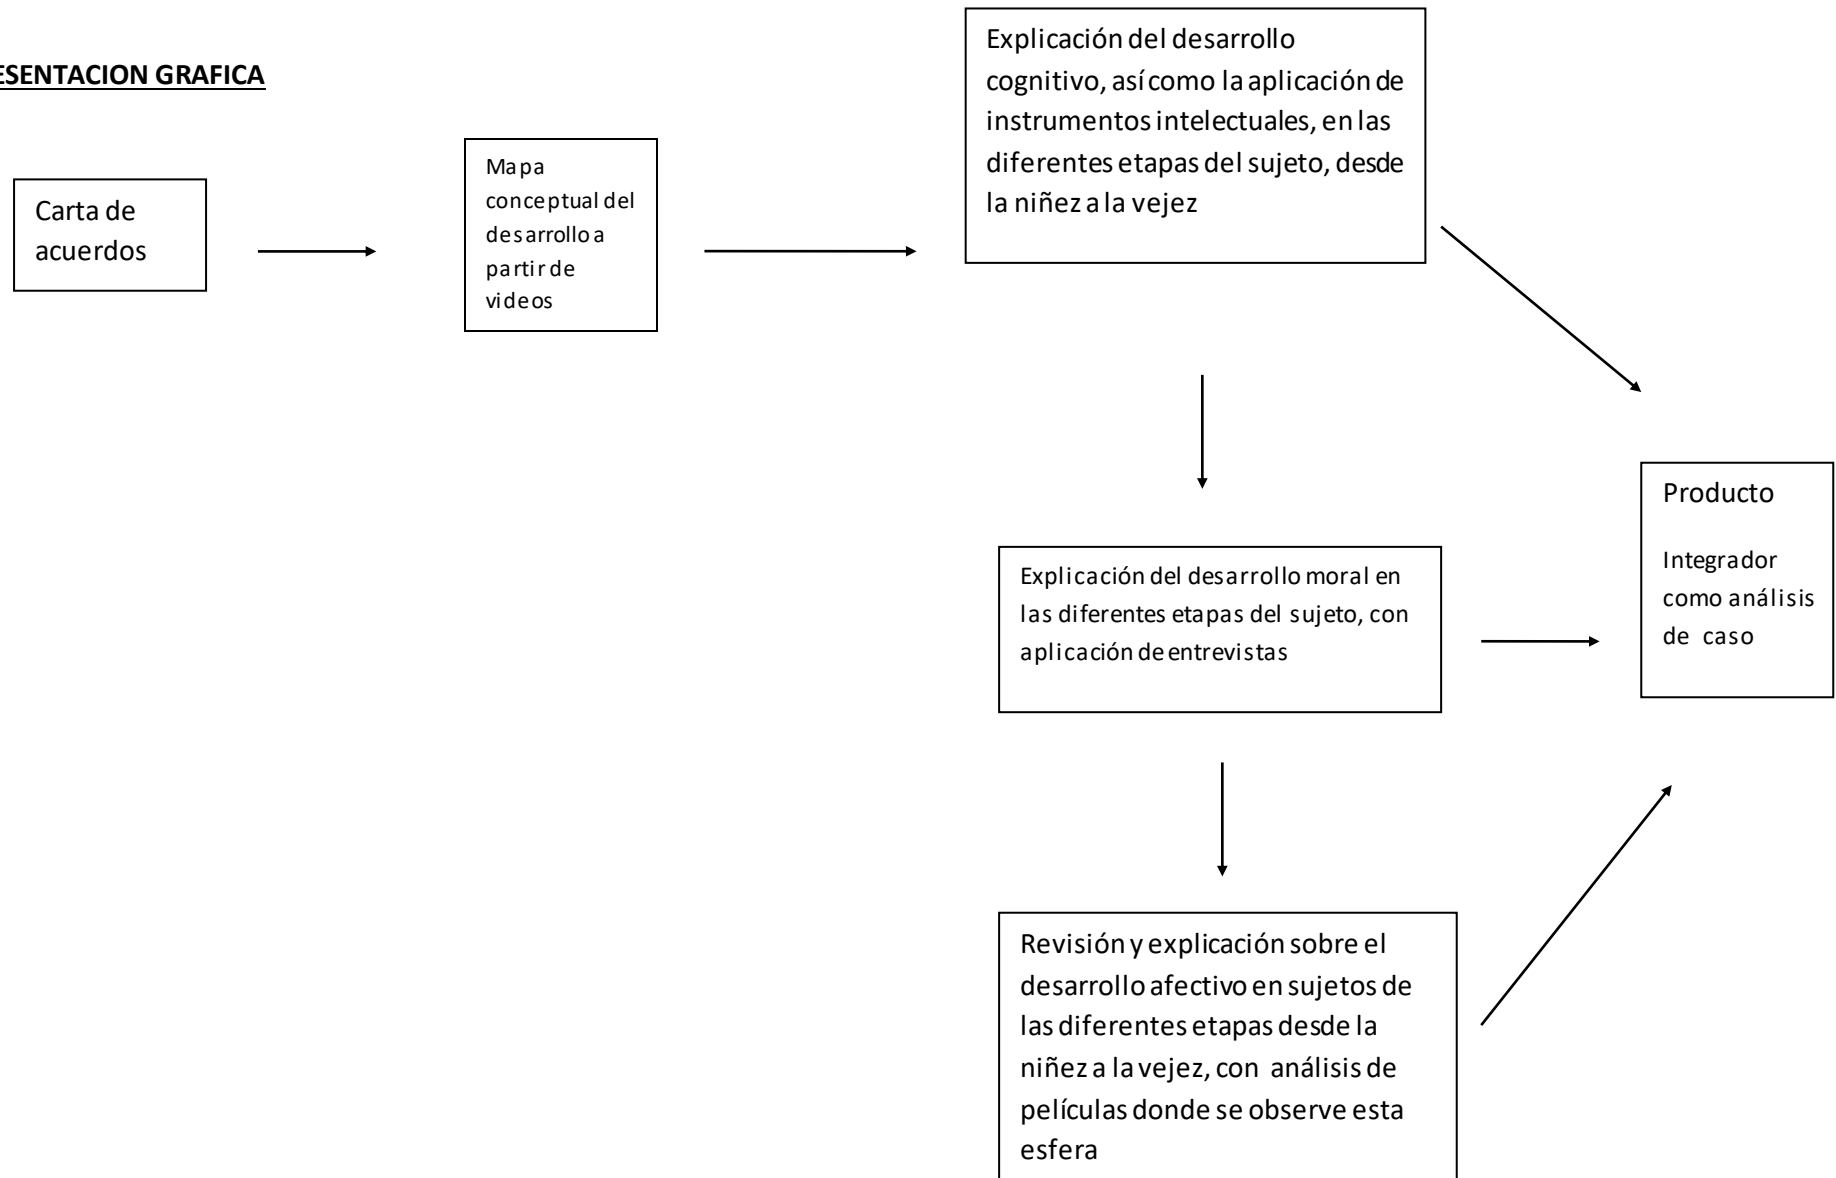 ESENTACION GRAFICA
Carta de
acuerdos
Mapa
conceptual del
desarrollo a
partir de
videos
Explicación del desarrollo
cognitivo, así como la aplicación de
instrumentos intelectuales, en las
diferentes etapas del sujeto, desde
la niñez a la vejez
Explicación del desarrollo moral en
las diferentes etapas del sujeto, con
aplicación de entrevistas
Revisión y explicación sobre el
desarrollo afectivo en sujetos de
las diferentes etapas desde la
niñez a la vejez, con análisis de
películas donde se observe esta
esfera
Producto
Integrador
como análisis
de caso